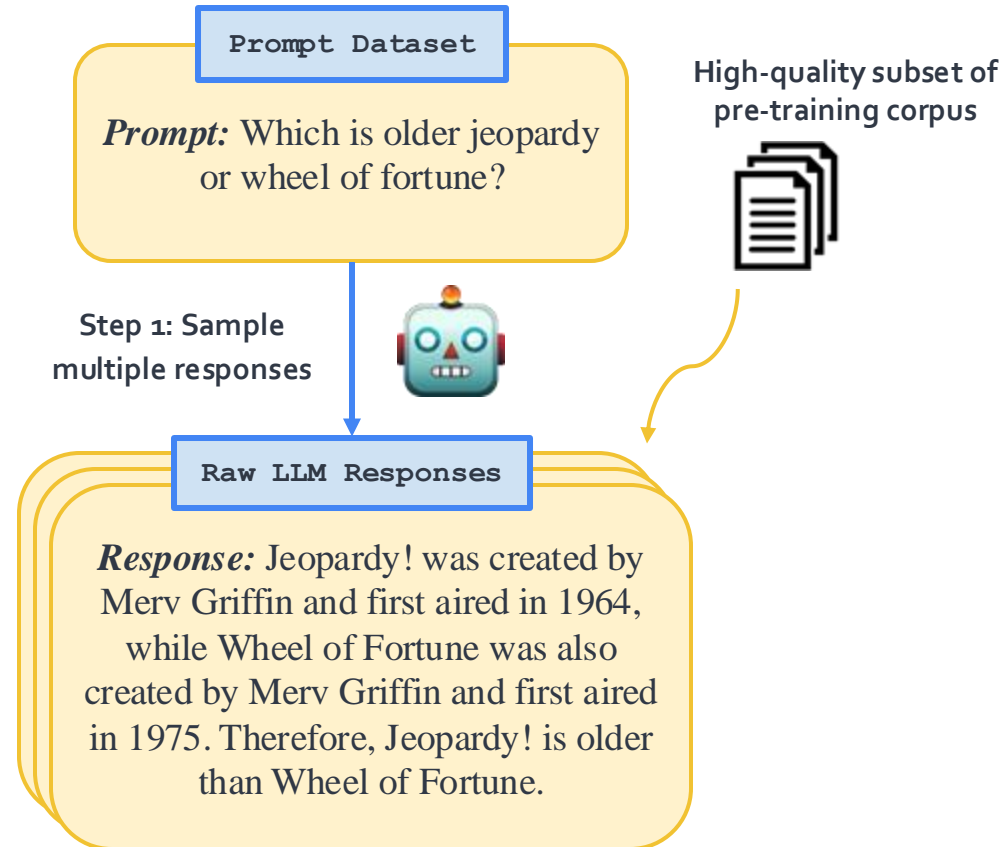 Prompt Dataset
High-quality subset of
pre-training corpus
Prompt: Which is older jeopardy
or wheel of fortune?
Step 1: Sample
multiple responses
Raw LLM Responses
Response: Jeopardy! was created by
Merv Griffin and first aired in 1964,
while Wheel of Fortune was also
created by Merv Griffin and first aired
in 1975. Therefore, Jeopardy! is older
than Wheel of Fortune.